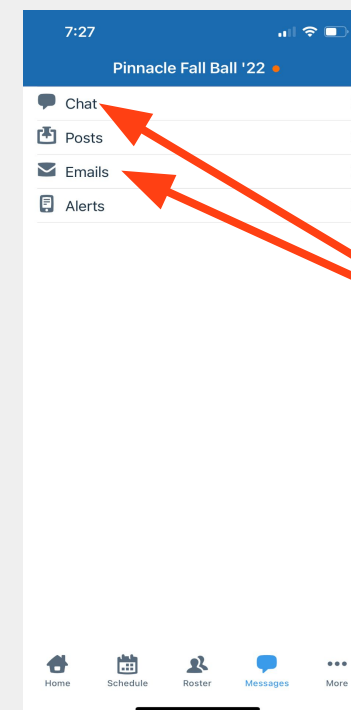 7:27
Pinnacle Fall Ball '22
Chat
Posts
Emails
Alerts
Home Schedule Roster Messages More